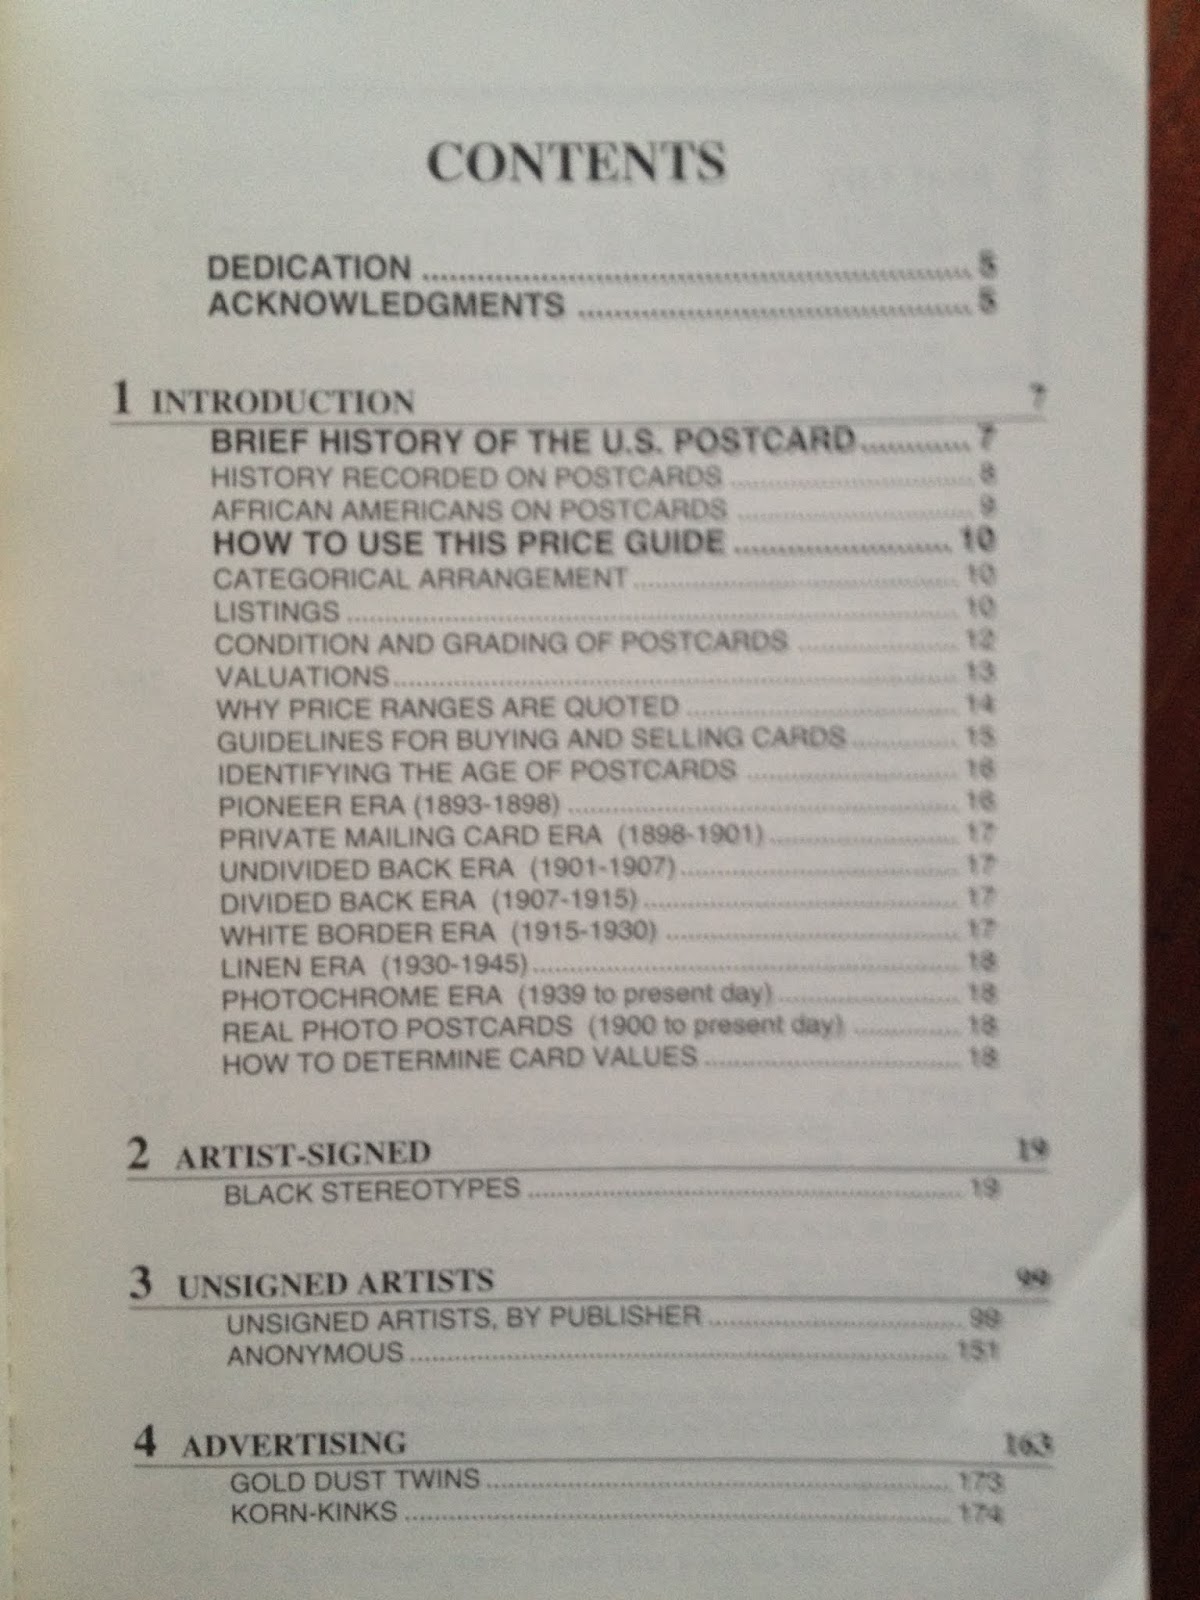 CONTENTS
DEDICATION ........ 5
ACKNOWLEDGMENTS ........ 5
1 INTRODUCTION 7
BRIEF HISTORY OF THE U.S. POSTCARD ........ 7
HISTORY RECORDED ON POSTCARDS ........ 8
AFRICAN AMERICANS ON POSTCARDS ........ 9
HOW TO USE THIS PRICE GUIDE ........ 10
CATEGORICAL ARRANGEMENT ........ 10
LISTINGS ........ 10
CONDITION AND GRADING OF POSTCARDS ........ 12
VALUATIONS ........ 13
WHY PRICE RANGES ARE QUOTED ........ 14
GUIDELINES FOR BUYING AND SELLING CARDS ........ 15
IDENTIFYING THE AGE OF POSTCARDS ........ 16
PIONEER ERA (1893-1898) ........ 16
PRIVATE MAILING CARD ERA (1898-1901) ........ 17
UNDIVIDED BACK ERA (1901-1907) ........ 17
DIVIDED BACK ERA (1907-1915) ........ 17
WHITE BORDER ERA (1915-1930) ........ 17
LINEN ERA (1930-1945) ........ 18
PHOTOCHROME ERA (1939 to present day) ........ 18
REAL PHOTO POSTCARDS (1900 to present day) ........ 18
HOW TO DETERMINE CARD VALUES ........ 18
2 ARTIST-SIGNED 19
BLACK STEREOTYPES ........ 19
3 UNSIGNED ARTISTS 99
UNSIGNED ARTISTS, BY PUBLISHER ........ 99
ANONYMOUS ........ 151
4 ADVERTISING 163
GOLD DUST TWINS ........ 173
KORN-KINKS ........ 174